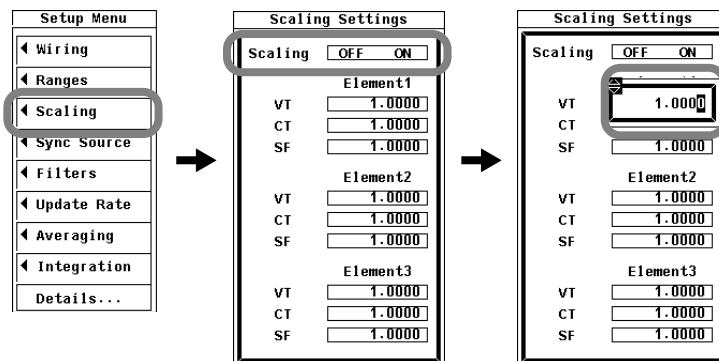 Setup Menu
Wiring
Ranges
Scaling
Sync Source
Filters
Update Rate
Averaging
Integration
Details...
Scaling Settings
Scaling OFF ON
Element1
VT 1.0000
CT 1.0000
SF 1.0000
Element2
VT 1.0000
CT 1.0000
SF 1.0000
Element3
VT 1.0000
CT 1.0000
SF 1.0000
Scaling Settings
Scaling OFF ON
VT 1.0000
CT
SF 1.0000
Element2
VT 1.0000
CT 1.0000
SF 1.0000
Element3
VT 1.0000
CT 1.0000
SF 1.0000